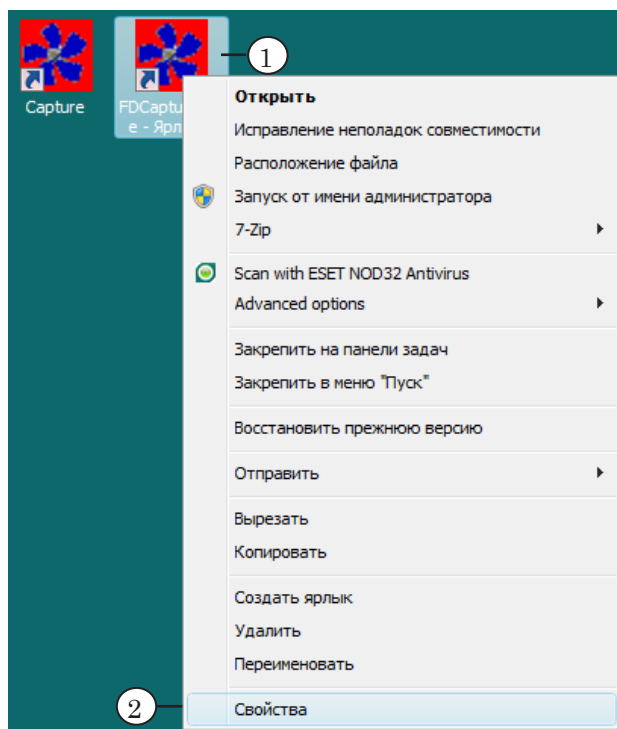 1
Capture
FDCaptu
е - Ярл
Открыть
Исправление неполадок совместимости
Расположение файла
Запуск от имени администратора
7-Zip
Scan with ESET NOD32 Antivirus
Advanced options
Закрепить на панели задач
Закрепить в меню "Пуск"
Восстановить прежнюю версию
Отправить
Вырезать
Копировать
Создать ярлык
Удалить
Переименовать
2
Свойства